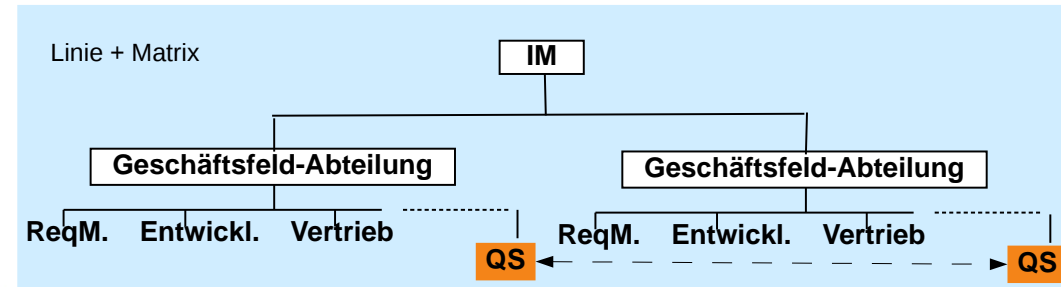 Linie + Matrix
IM
Geschäftsfeld-Abteilung Geschäftsfeld-Abteilung
ReqM. Entwickl. Vertrieb ReqM. Entwickl. Vertrieb
QS QS